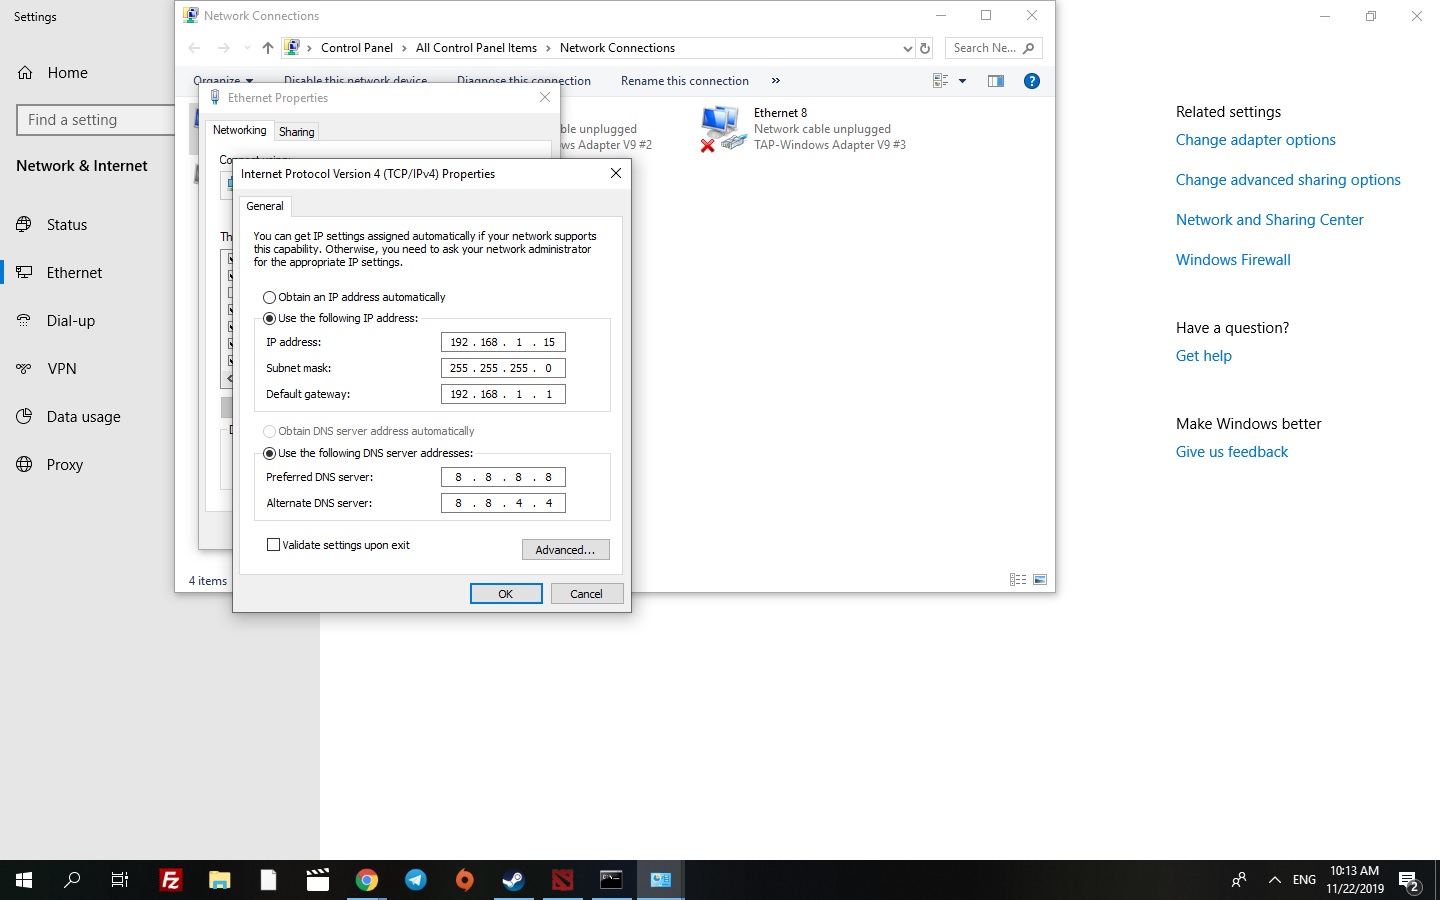 Settings
Home
Find a setting
Network & Internet
Status
Ethernet
Dial-up
VPN
Data usage
Proxy
Network Connections
Control Panel > All Control Panel Items > Network Connections
Search Ne...
Organize
Disable this network device
Diagnose this connection
Rename this connection
»
Ethernet 8
Network cable unplugged
TAP-Windows Adapter V9 #3
ble unplugged
ws Adapter V9 #2
4 items
Ethernet Properties
Networking
Sharing
Connect using:
Th
Internet Protocol Version 4 (TCP/IPv4) Properties
General
You can get IP settings assigned automatically if your network supports
this capability. Otherwise, you need to ask your network administrator
for the appropriate IP settings.
Obtain an IP address automatically
Use the following IP address:
IP address:
192 . 168 . 1 . 15
Subnet mask:
255 . 255 . 255 . 0
Default gateway:
192 . 168 . 1 . 1
Obtain DNS server address automatically
Use the following DNS server addresses:
Preferred DNS server:
8 . 8 . 8 . 8
Alternate DNS server:
8 . 8 . 4 . 4
Validate settings upon exit
Advanced...
OK
Cancel
Related settings
Change adapter options
Change advanced sharing options
Network and Sharing Center
Windows Firewall
Have a question?
Get help
Make Windows better
Give us feedback
Fz
ENG
10:13 AM
11/22/2019
2